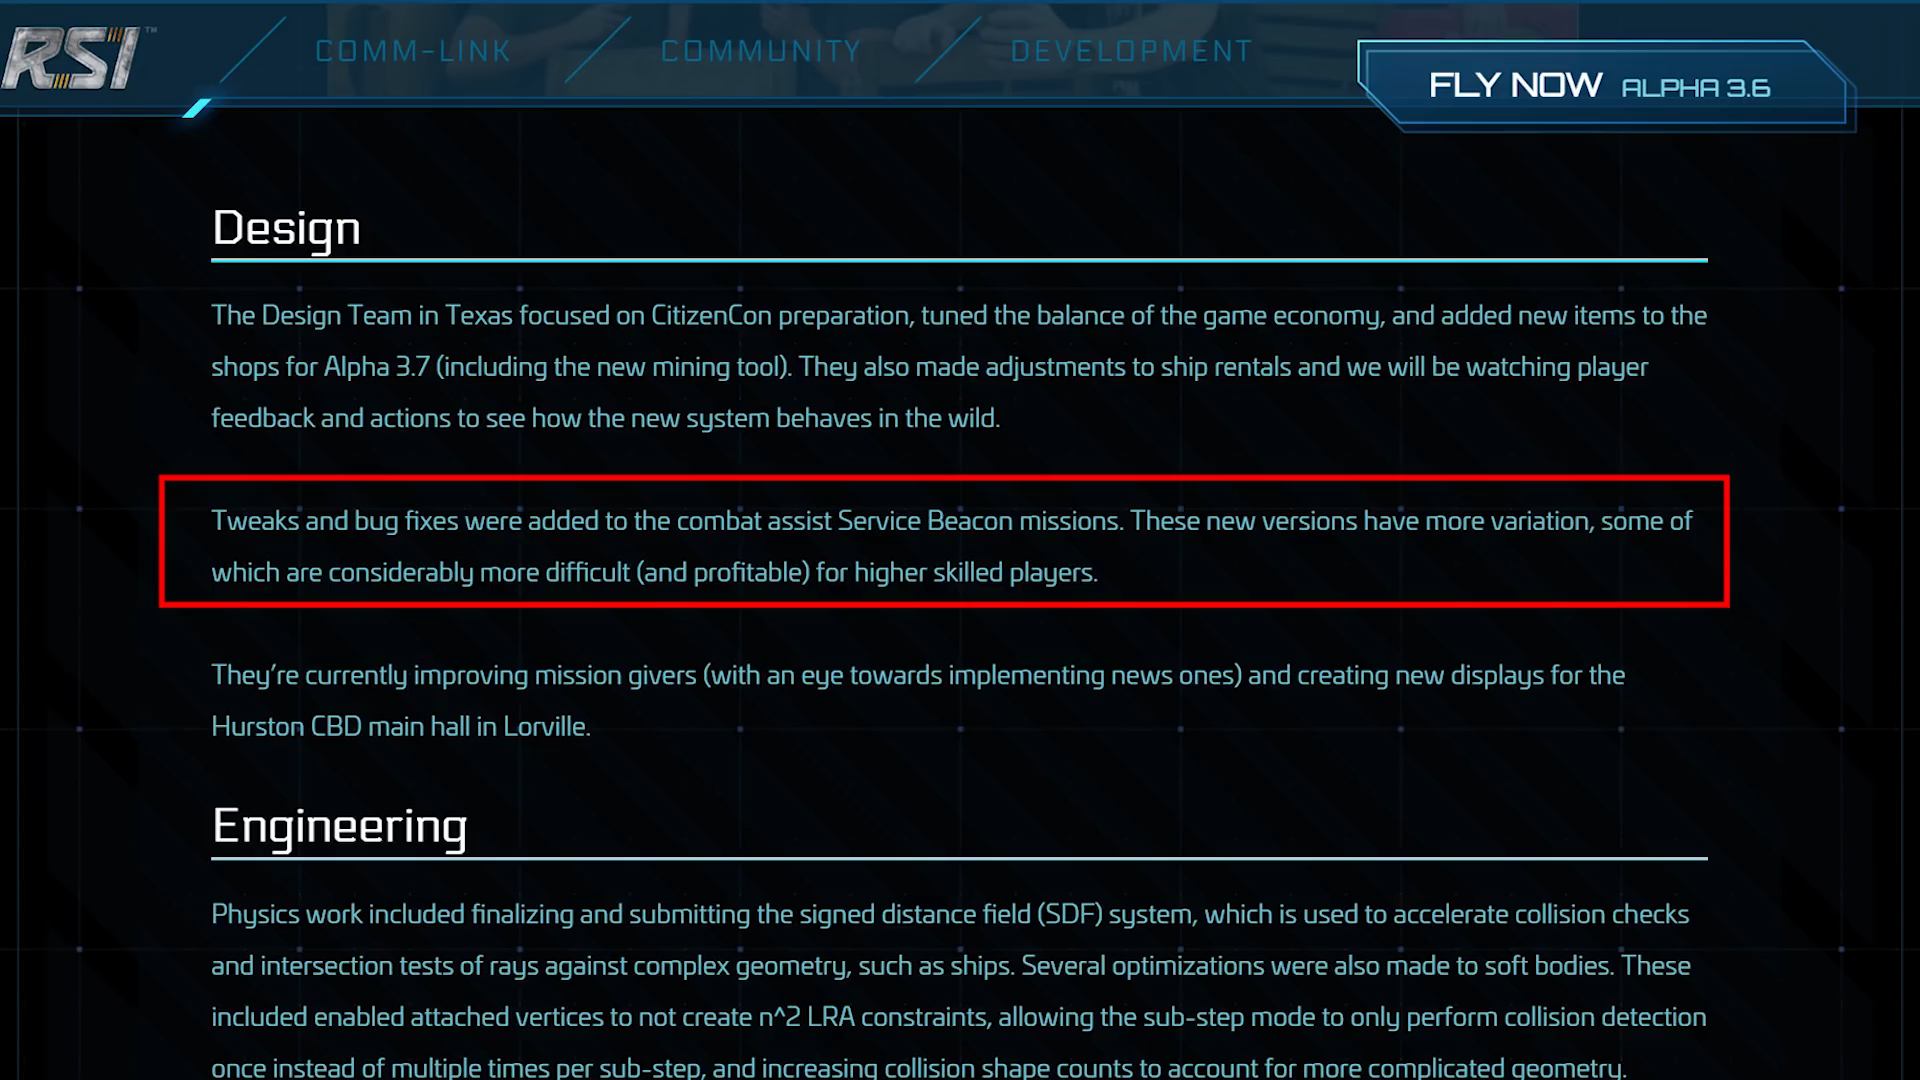 RSI™
COMM-LINK
COMMUNITY
DEVELOPMENT
FLY NOW ALPHA 3.6
Design
The Design Team in Texas focused on CitizenCon preparation, tuned the balance of the game economy, and added new items to the
shops for Alpha 3.7 (including the new mining tool). They also made adjustments to ship rentals and we will be watching player
feedback and actions to see how the new system behaves in the wild.
Tweaks and bug fixes were added to the combat assist Service Beacon missions. These new versions have more variation, some of
which are considerably more difficult (and profitable) for higher skilled players.
They’re currently improving mission givers (with an eye towards implementing news ones) and creating new displays for the
Hurston CBD main hall in Lorville.
Engineering
Physics work included finalizing and submitting the signed distance field (SDF) system, which is used to accelerate collision checks
and intersection tests of rays against complex geometry, such as ships. Several optimizations were also made to soft bodies. These
included enabled attached vertices to not create n^2 LRA constraints, allowing the sub-step mode to only perform collision detection
once instead of multiple times per sub-step, and increasing collision shape counts to account for more complicated geometry.